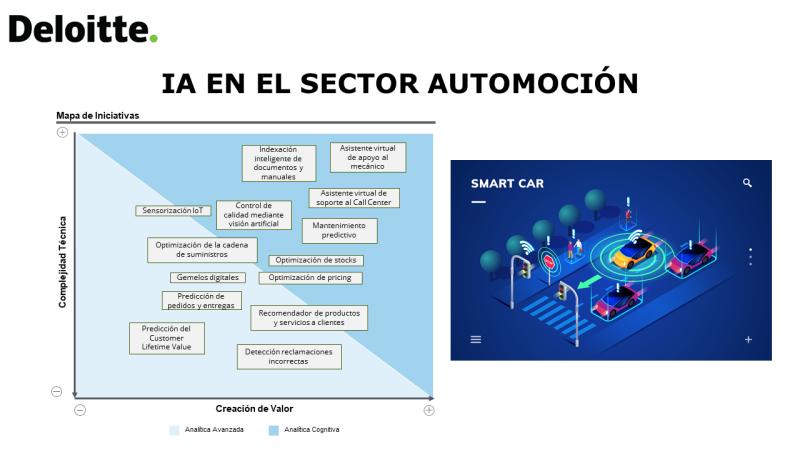 Deloitte.
IA EN EL SECTOR AUTOMOCIÓN
Mapa de Iniciativas
Complejidad Técnica
Indexación
inteligente de
documentos y
manuales
Asistente virtual
de apoyo al
mecánico
Asistente virtual de
soporte al Call Center
Sensorización IoT
Control de
calidad mediante
visión artificial
Mantenimiento
predictivo
Optimización de la cadena
de suministros
Optimización de stocks
Gemelos digitales
Optimización de pricing
Predicción de
pedidos y entregas
Recomendador de productos
y servicios a clientes
Predicción del
Customer
Lifetime Value
Detección reclamaciones
incorrectas
Creación de Valor
Analítica Avanzada
Analítica Cognitiva
SMART CAR
STOP